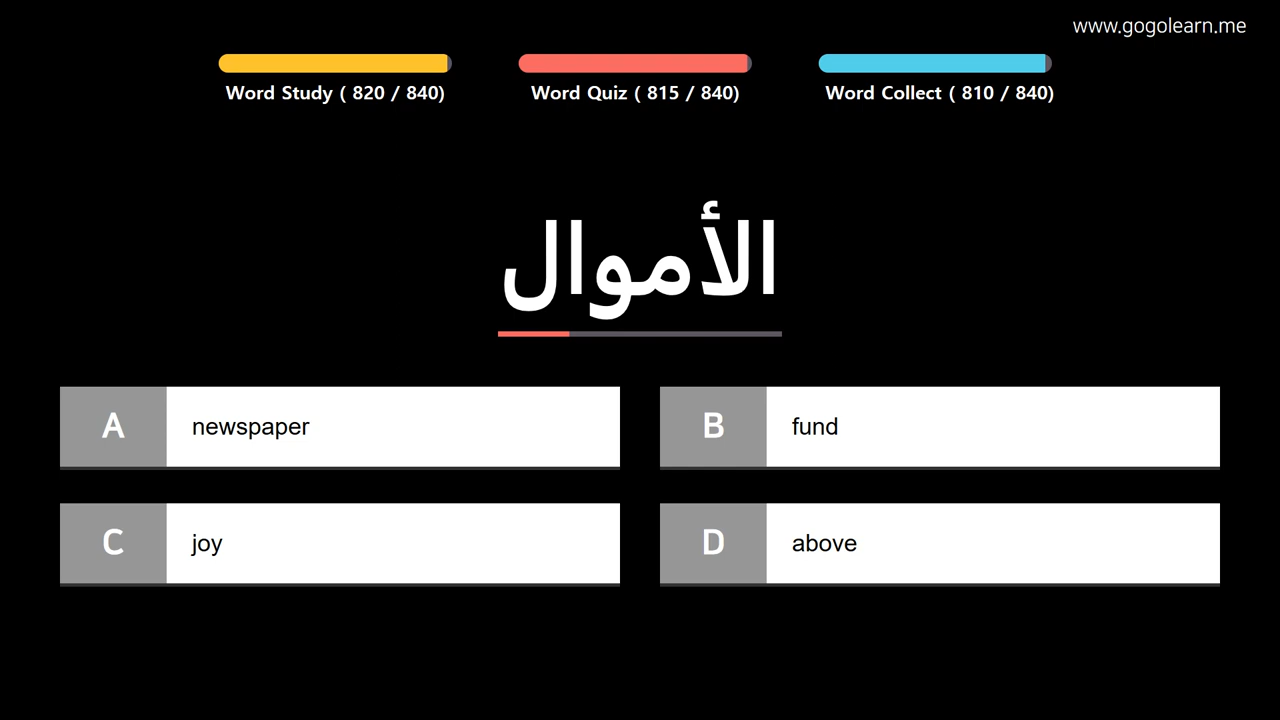 www.gogolearn.me
Word Study ( 820 / 840)
Word Quiz ( 815 / 840)
Word Collect ( 810 / 840)
الأموال
A newspaper
B fund
C joy
D above